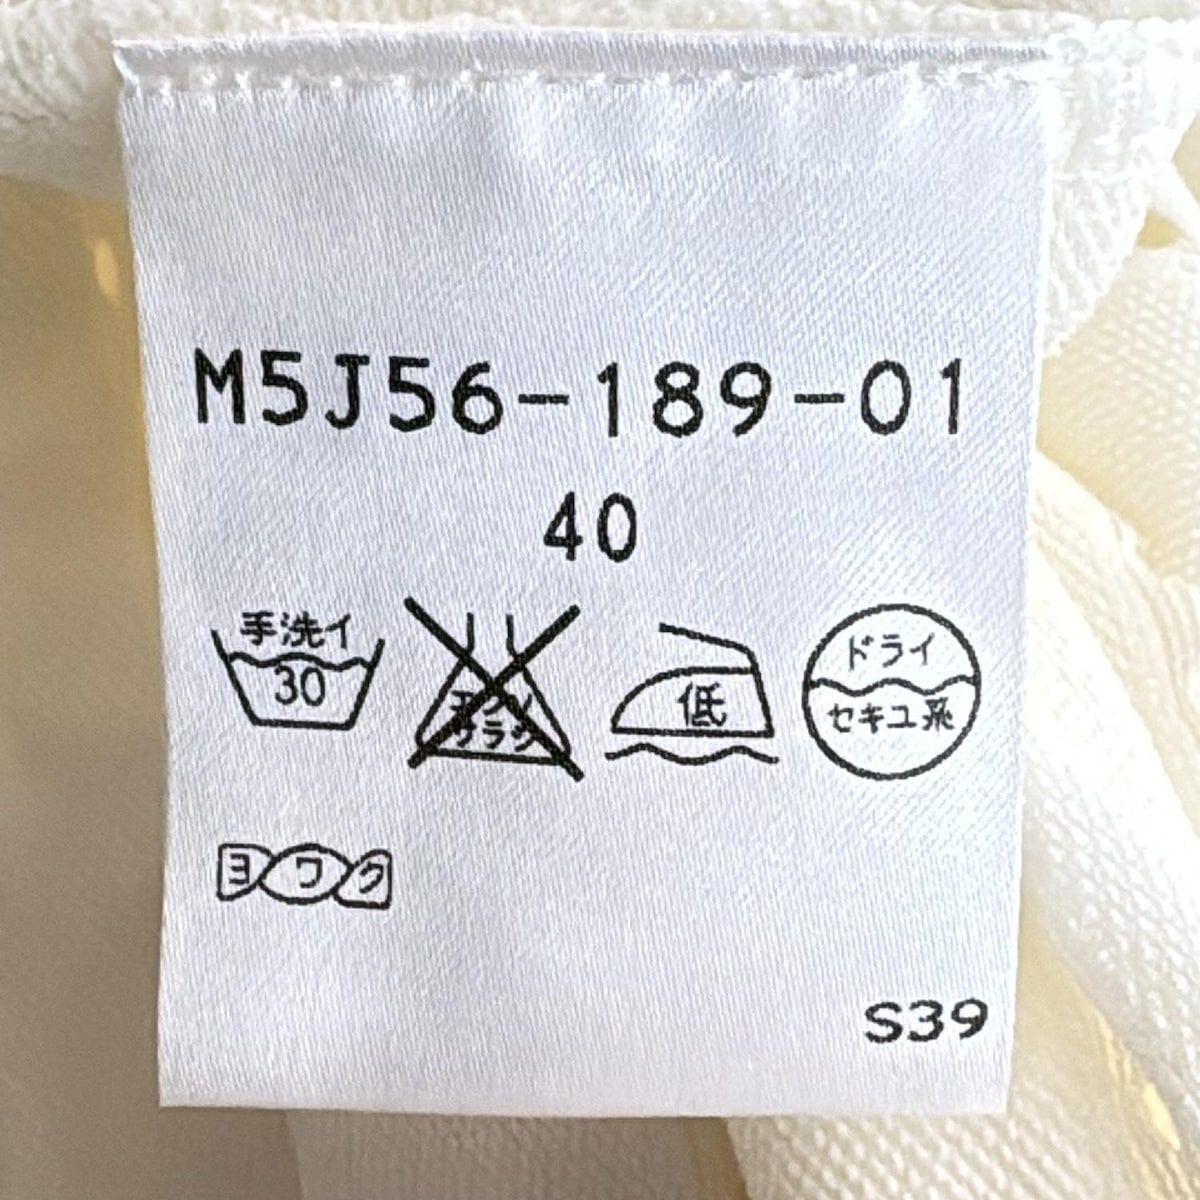 M5J56-189-01
40
手洗イ
30
エンソ
サラシ
低
ドライ
セキユ系
ヨワク
S39